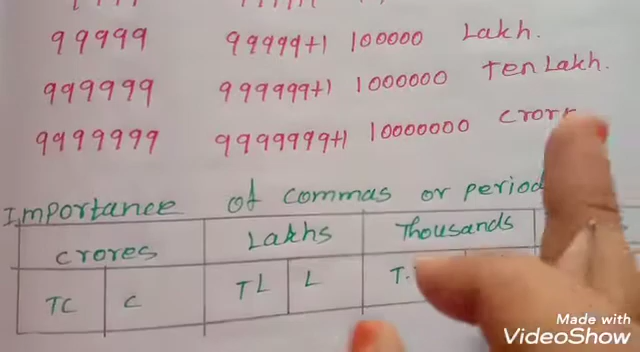 99999 99999+1 100000 Lakh.
999999 999999+1 1000000 Ten Lakh.
9999999 9999999+1 10000000
Importance of commas or period
crores Lakhs Thousands
TC C TL L T.
Made with
VideoShow